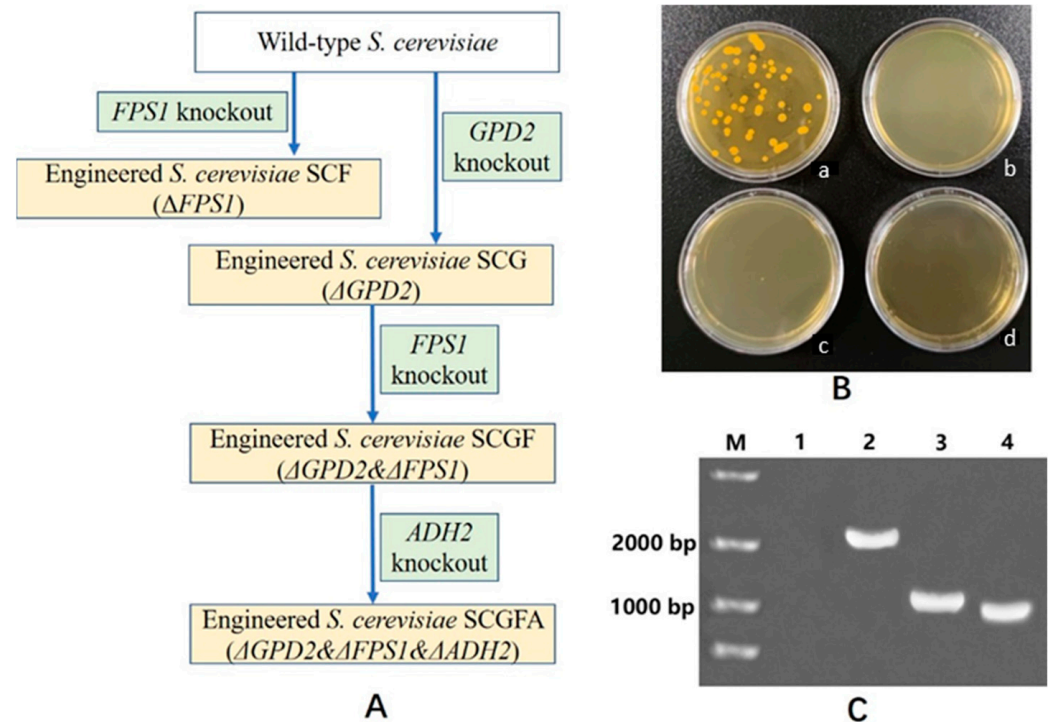 Wild-type S. cerevisiae
FPS1 knockout
GPD2
knockout
Engineered S. cerevisiae SCF
(ΔFPS1)
Engineered S. cerevisiae SCG
(ΔGPD2)
FPS1
knockout
Engineered S. cerevisiae SCGF
(ΔGPD2&ΔFPS1)
ADH2
knockout
Engineered S. cerevisiae SCGFA
(ΔGPD2&ΔFPS1&ΔADH2)
A
a
b
c
d
B
M 1 2 3 4
2000 bp
1000 bp
C